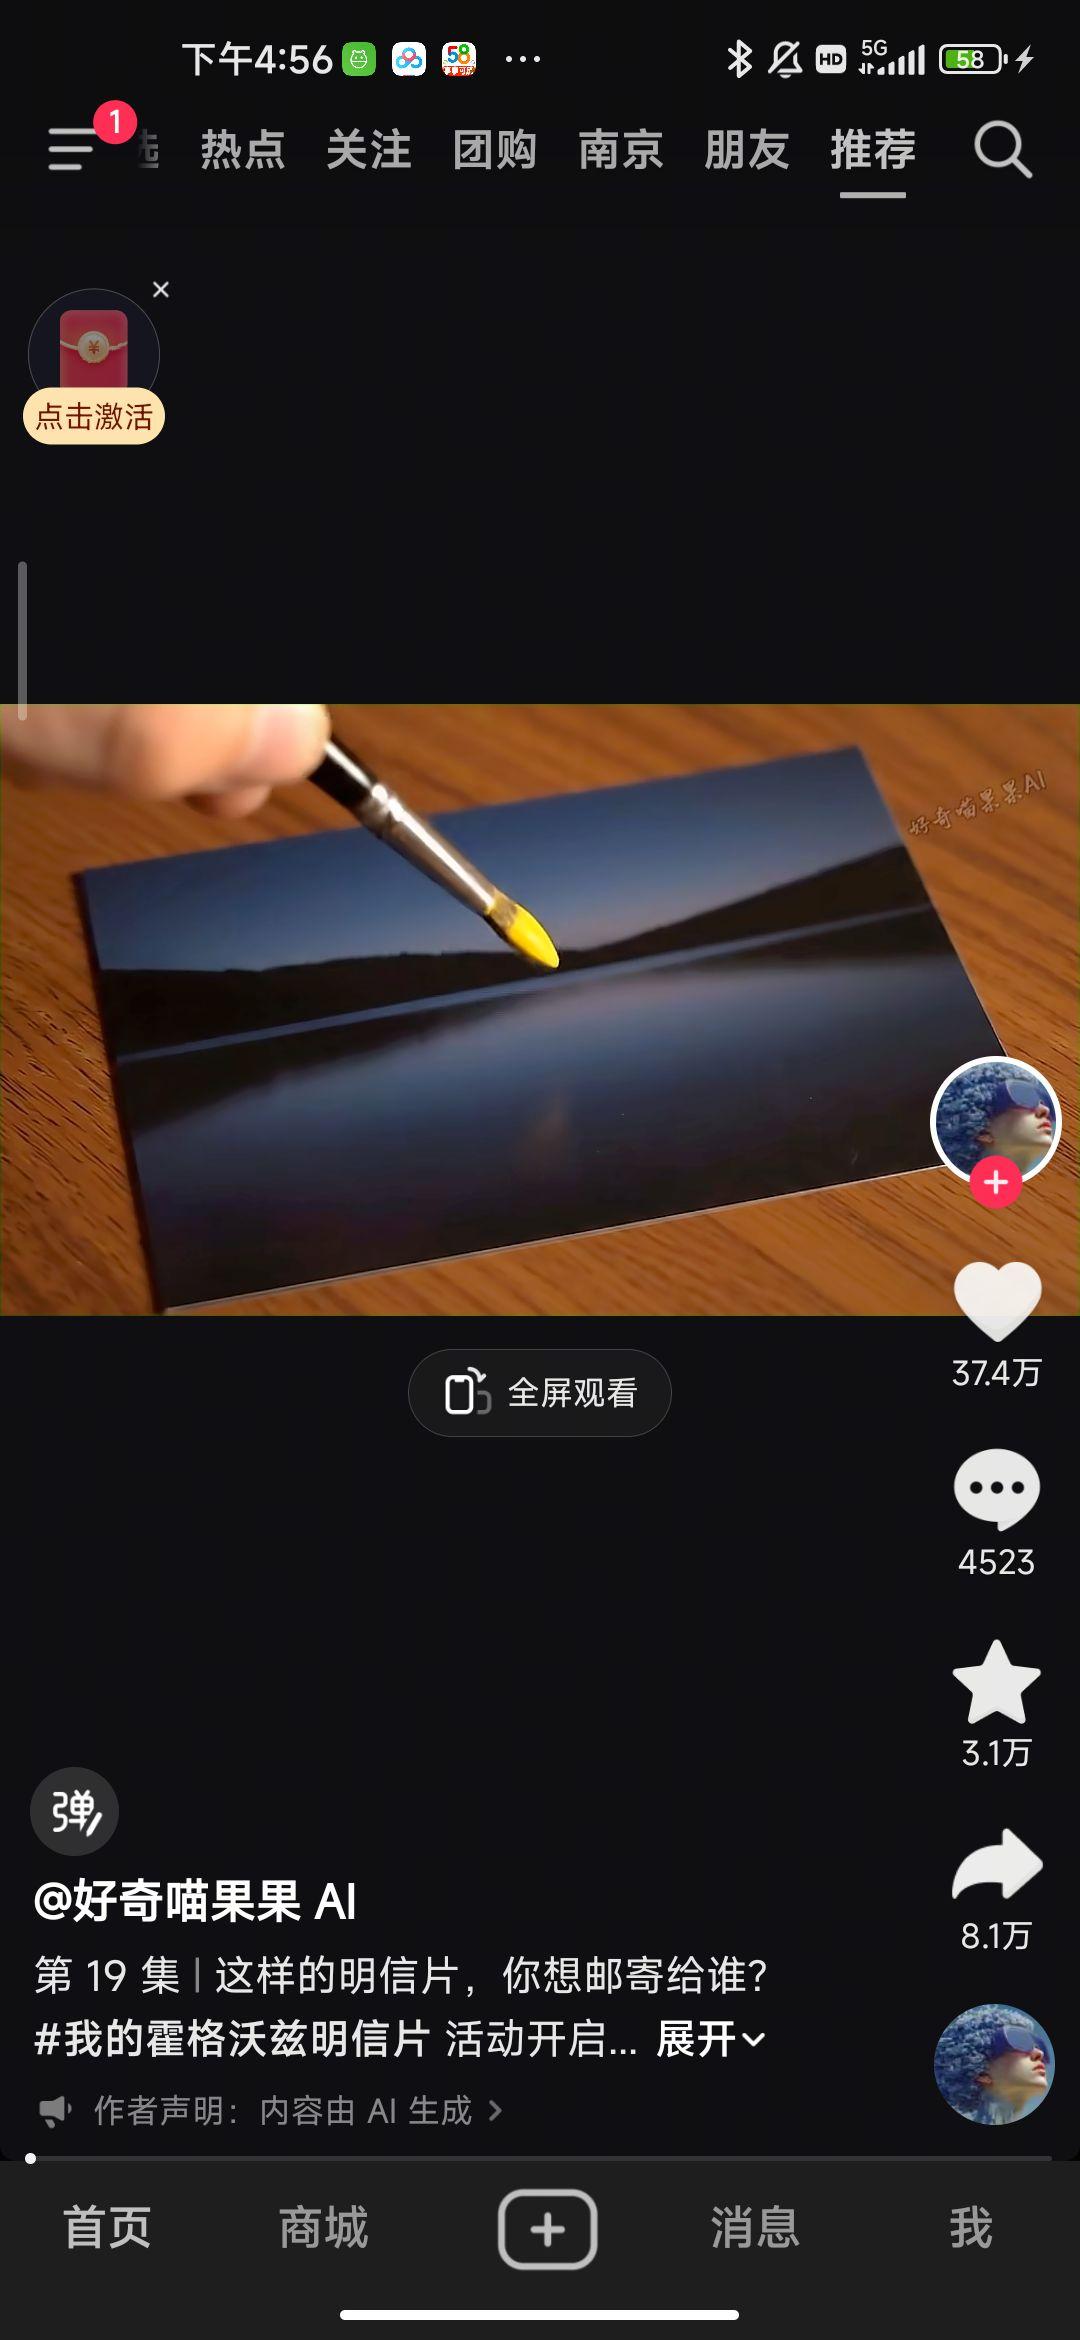 下午4:56
58
HD
5G
58
1
选 热点 关注 团购 南京 朋友 推荐
¥
点击激活
好奇喵果果AI
全屏观看
37.4万
4523
3.1万
8.1万
弹
@好奇喵果果 AI
第 19 集 | 这样的明信片，你想邮寄给谁？
#我的霍格沃兹明信片 活动开启... 展开
作者声明：内容由 AI 生成
首页 商城 消息 我